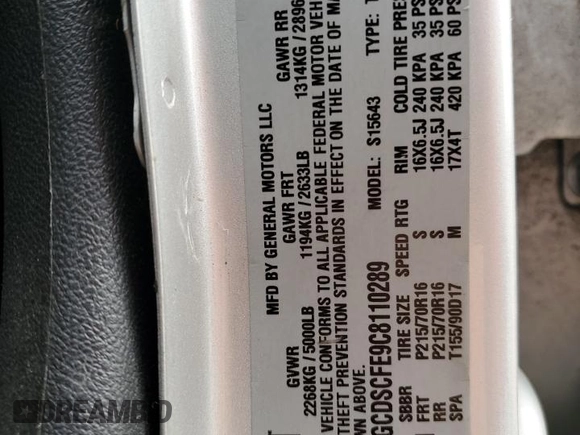 MFD BY GENERAL MOTORS LLC
GVWR GAWR FRT GAWR RR
2268KG/5000LB 1194KG/2633LB 1314KG/2896
VEHICLE CONFORMS TO ALL APPLICABLE FEDERAL MOTOR VEH
THEFT PREVENTION STANDARDS IN EFFECT ON THE DATE OF MA
WN ABOVE.
GCDSCFE9C8110289 MODEL: S15643 TYPE: T
SBBR TIRE SIZE SPEED RTG RIM COLD TIRE PRES
FRT P215/70R16 S 16X6.5J 240 KPA 35 PS
RR P215/70R16 S 16X6.5J 240 KPA 35 PS
SPA T155/90D17 M 17X4T 420 KPA 60 PS
DREAMBID